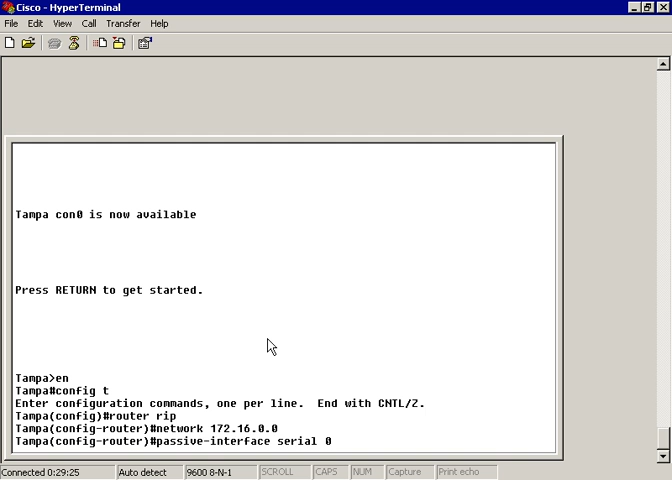 Cisco - HyperTerminal
File Edit View Call Transfer Help
Tampa con0 is now available
Press RETURN to get started.
Tampa>en
Tampa#config t
Enter configuration commands, one per line.  End with CNTL/Z.
Tampa(config)#router rip
Tampa(config-router)#network 172.16.0.0
Tampa(config-router)#passive-interface serial 0
Connected 0:29:25 Auto detect 9600 8-N-1 SCROLL CAPS NUM Capture Print echo